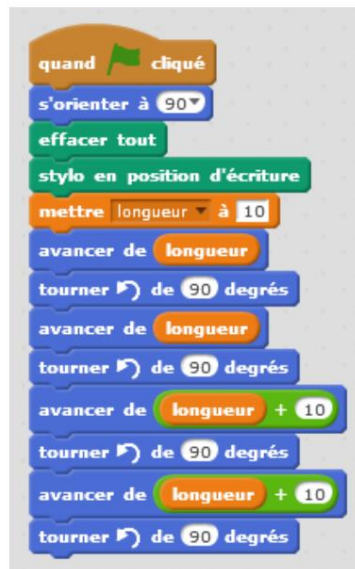 quand cliqué
s'orienter à 90
effacer tout
stylo en position d'écriture
mettre longueur à 10
avancer de longueur
tourner de 90 degrés
avancer de longueur
tourner de 90 degrés
avancer de longueur + 10
tourner de 90 degrés
avancer de longueur + 10
tourner de 90 degrés